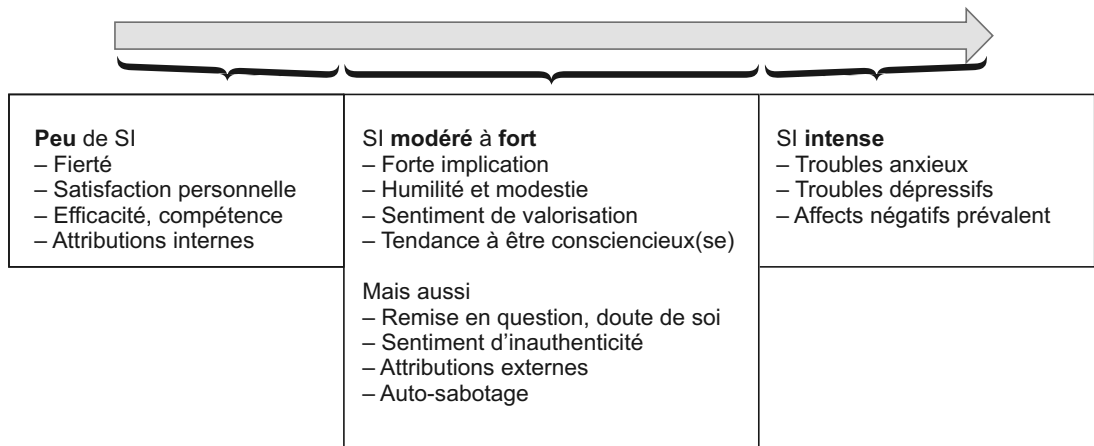 Peu de SI
– Fierté
– Satisfaction personnelle
– Efficacité, compétence
– Attributions internes
SI modéré à fort
– Forte implication
– Humilité et modestie
– Sentiment de valorisation
– Tendance à être consciencieux(se)
Mais aussi
– Remise en question, doute de soi
– Sentiment d’inauthenticité
– Attributions externes
– Auto-sabotage
SI intense
– Troubles anxieux
– Troubles dépressifs
– Affects négatifs prévalent